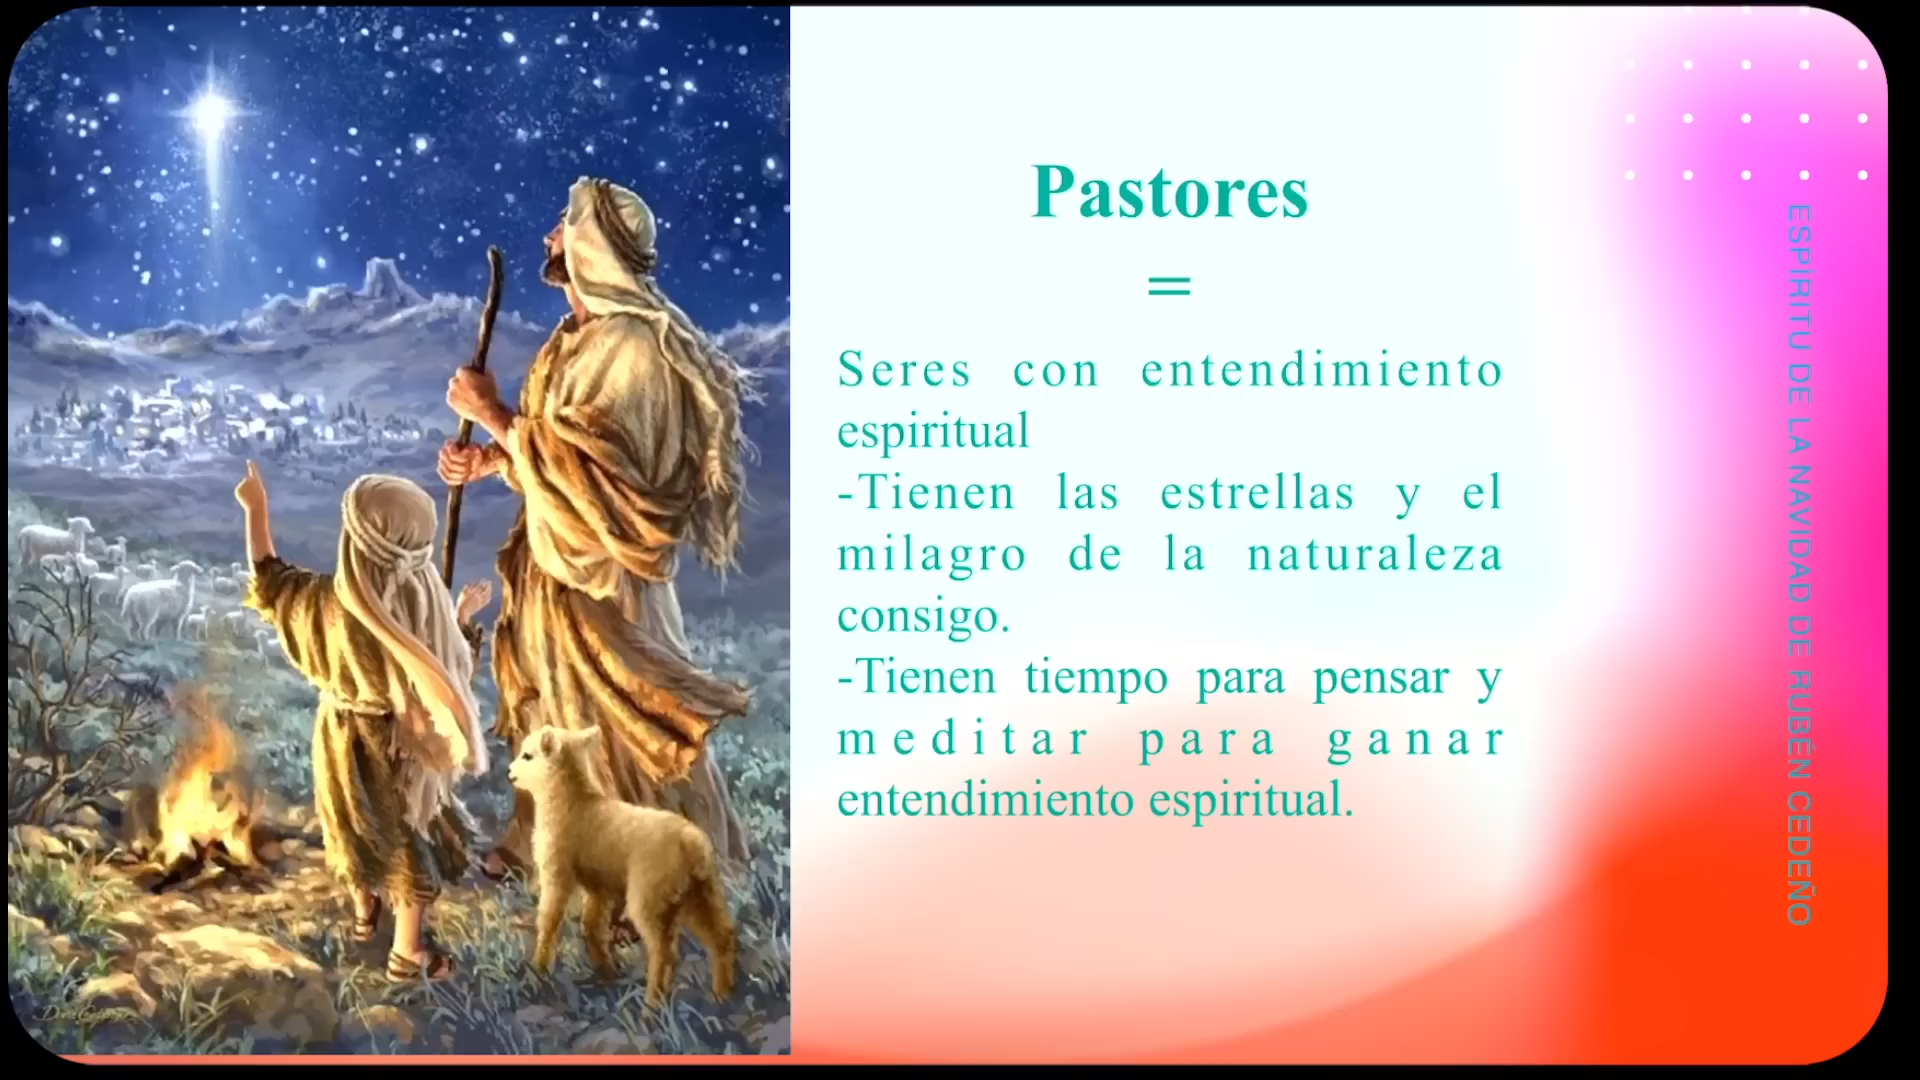 Pastores
=
Seres con entendimiento
espiritual
-Tienen las estrellas y el
milagro de la naturaleza
consigo.
-Tienen tiempo para pensar y
meditar para ganar
entendimiento espiritual.
ESPÍRITU DE LA NAVIDAD DE RUBÉN CEDEÑO